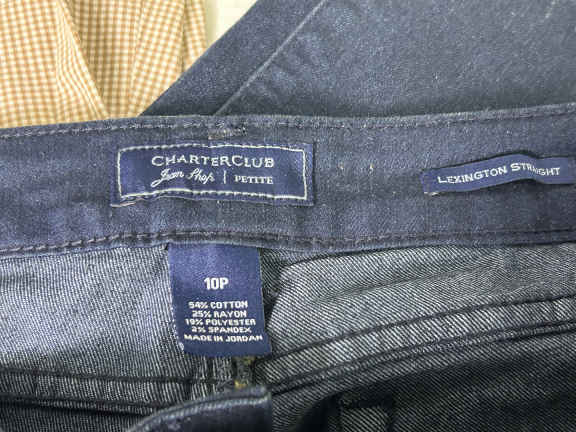 CHARTERCLUB
Jean Shop | PETITE
LEXINGTON STRAIGHT
10P
54% COTTON
25% RAYON
19% POLYESTER
2% SPANDEX
MADE IN JORDAN